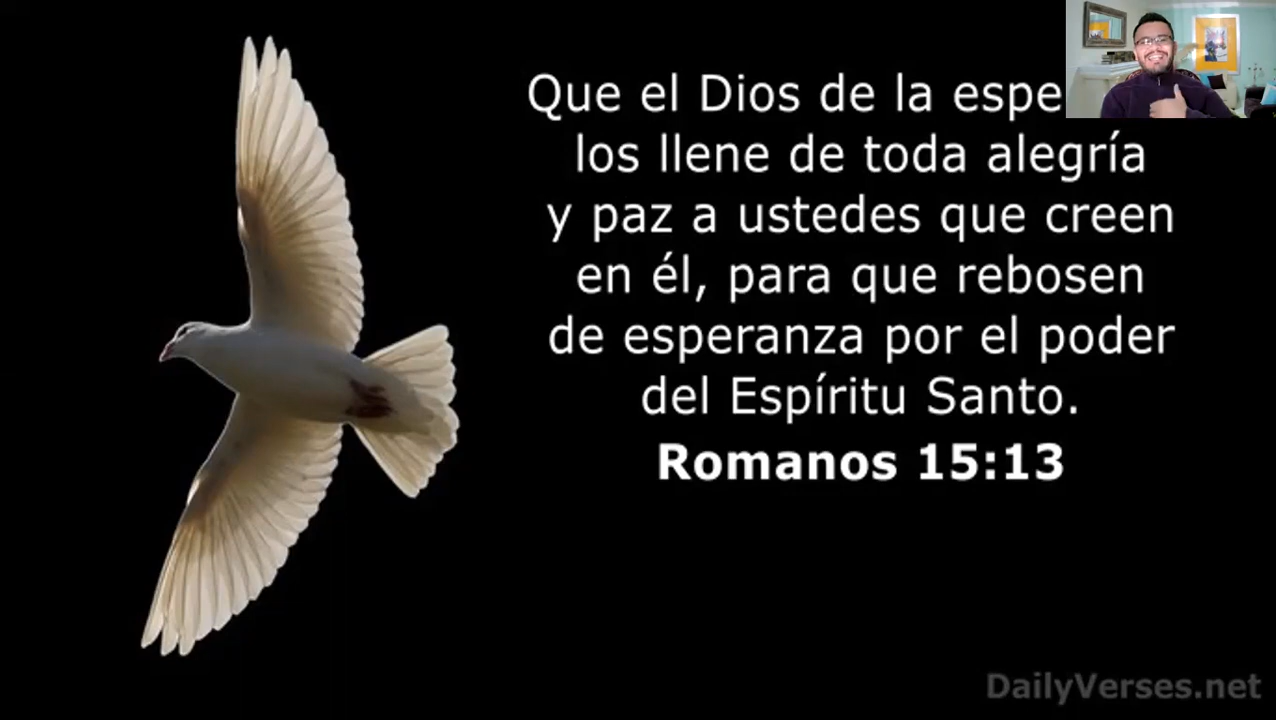 Que el Dios de la espe
los llene de toda alegría
y paz a ustedes que creen
en él, para que rebosen
de esperanza por el poder
del Espíritu Santo.
Romanos 15:13
DailyVerses.net